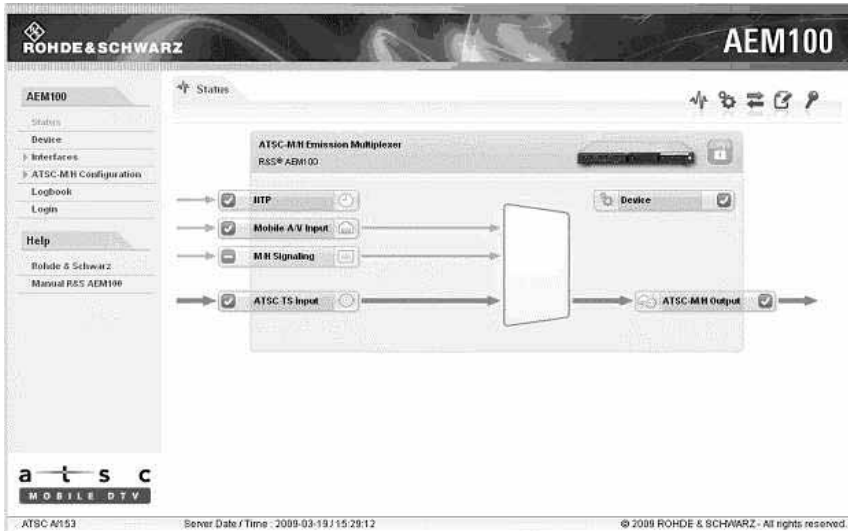 ROHDE&SCHWARZ
AEM100
AEM100
Status
Device
Interfaces
ATSC-M/H Configuration
Logbook
Login
Help
Rohde & Schwarz
Manual R&S AEM100
Status
ATSC-M/H Emission Multiplexer
R&S® AEM100
NTP
Mobile A/V Input
M/H Signaling
ATSC TS Input
Device
ATSC-M/H Output
atsc
MOBILE DTV
ATSC A/153
Server Date / Time : 2009-03-19 / 15:29:12
© 2009 ROHDE & SCHWARZ - All rights reserved